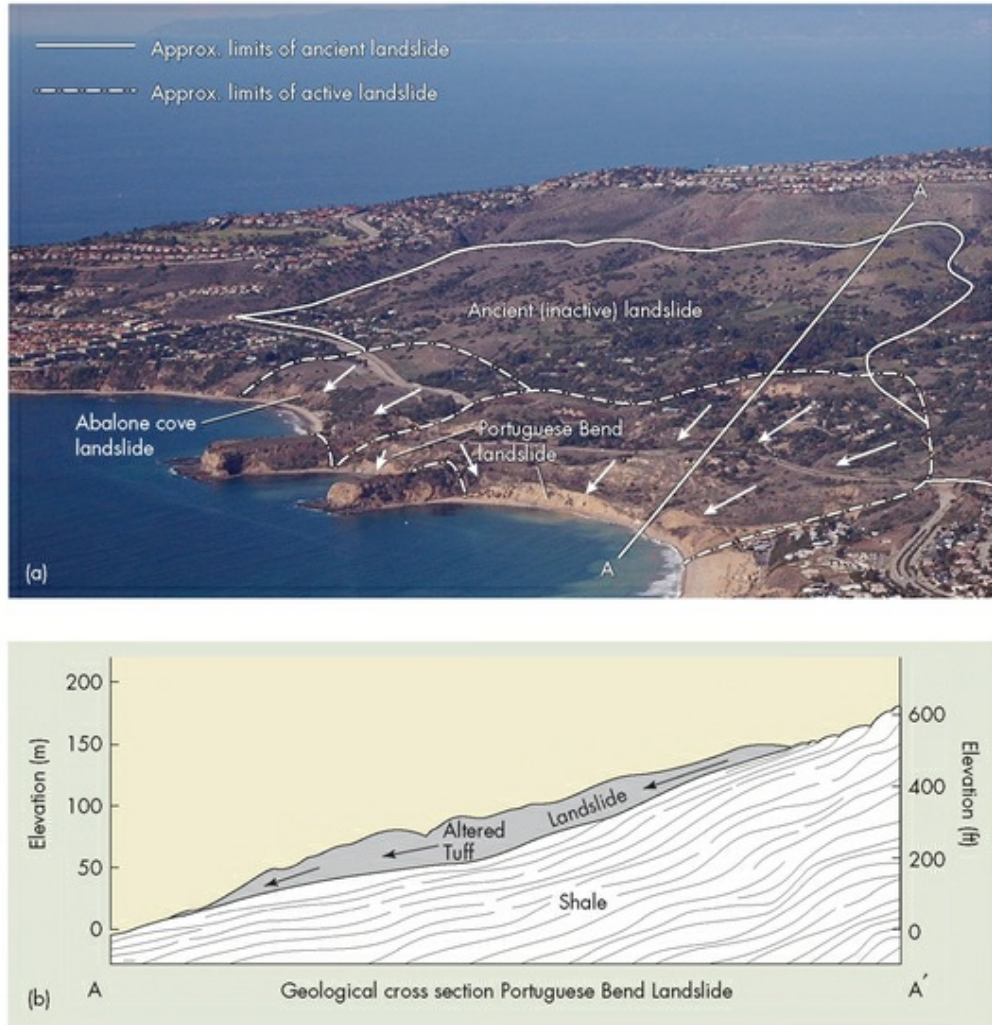 Approx. limits of ancient landslide
Approx. limits of active landslide
A'
Ancient (inactive) landslide
Abalone cove
landslide
Portuguese Bend
landslide
A
(a)
200
150
100
50
0
Elevation (m)
600
400
200
0
Elevation (ft)
Landslide
Altered
Tuff
Shale
(b)
A
Geological cross section Portuguese Bend Landslide
A′